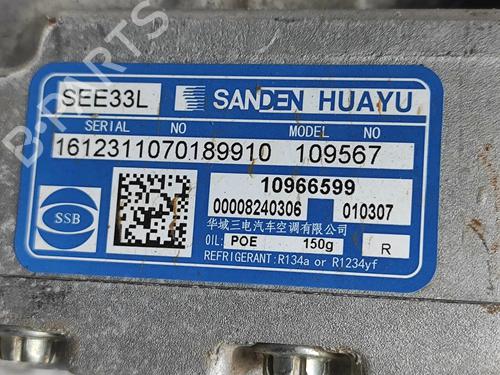 SEE33L SANDEN HUAYU
SERIAL NO MODEL NO
1612311070189910 109567
10966599
00008240306 010307
华域三电汽车空调有限公司
SSB
OIL: POE 150g R
REFRIGERANT:R134a or R1234yf
B-PARTS